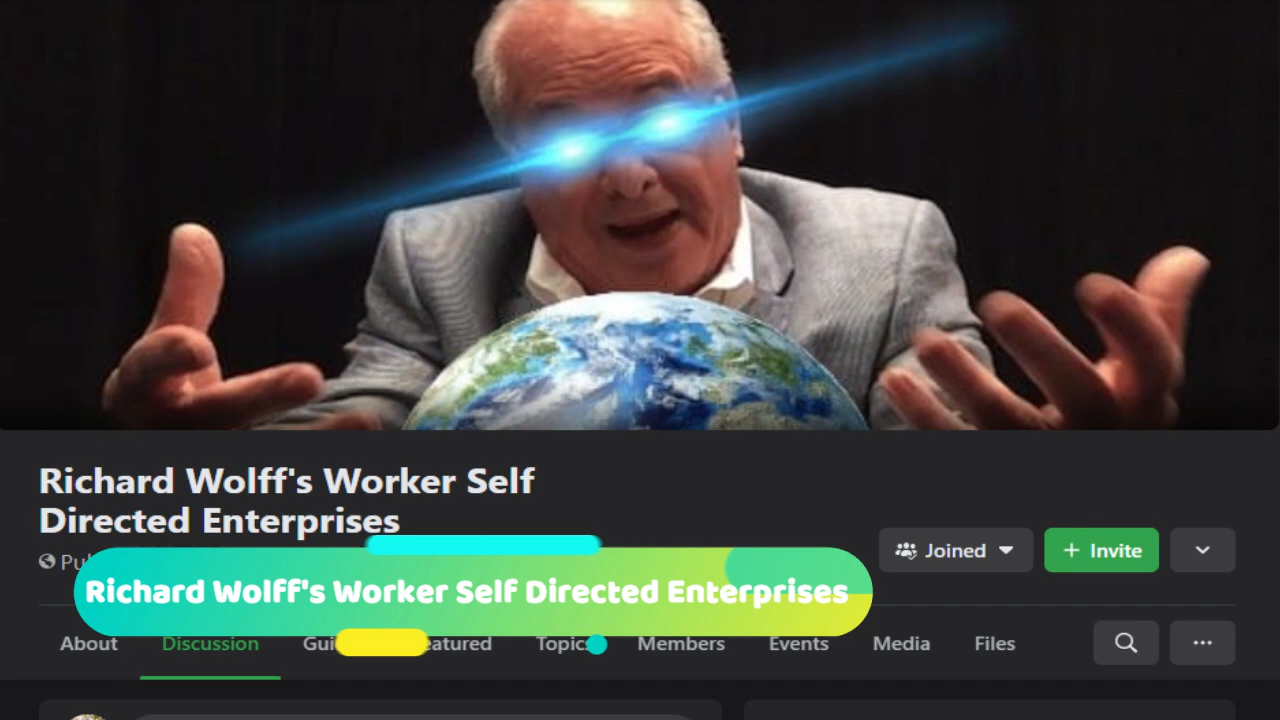 Richard Wolff's Worker Self
Directed Enterprises
Joined
+ Invite
Richard Wolff's Worker Self Directed Enterprises
About Discussion Topics Members Events Media Files
...